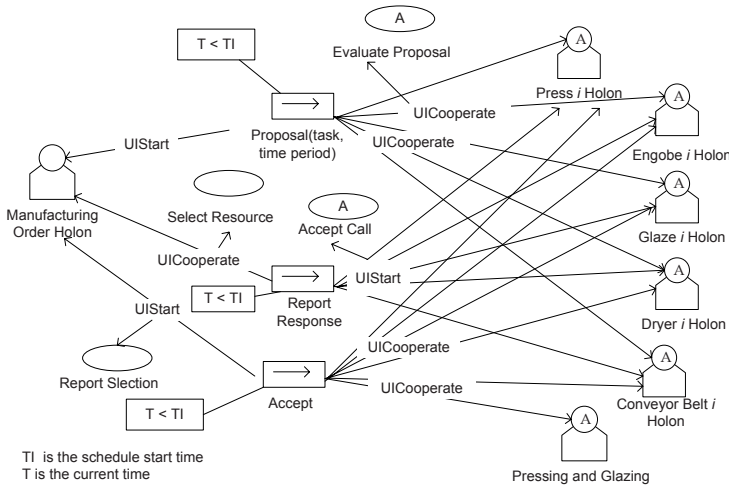 A
T < TI
Evaluate Proposal
A
Press i Holon
A
UICooperate
Proposal(task,
time period)
UIStart
UICooperate
Engobe i Holon
A
Manufacturing
Order Holon
Select Resource
A
Accept Call
Glaze i Holon
UICooperate
A
UIStart
T < TI
Report
Response
UIStart
Dryer i Holon
UICooperate
A
Report Slection
UICooperate
Accept
T < TI
Conveyor Belt i
Holon
A
TI is the schedule start time
T is the current time
Pressing and Glazing